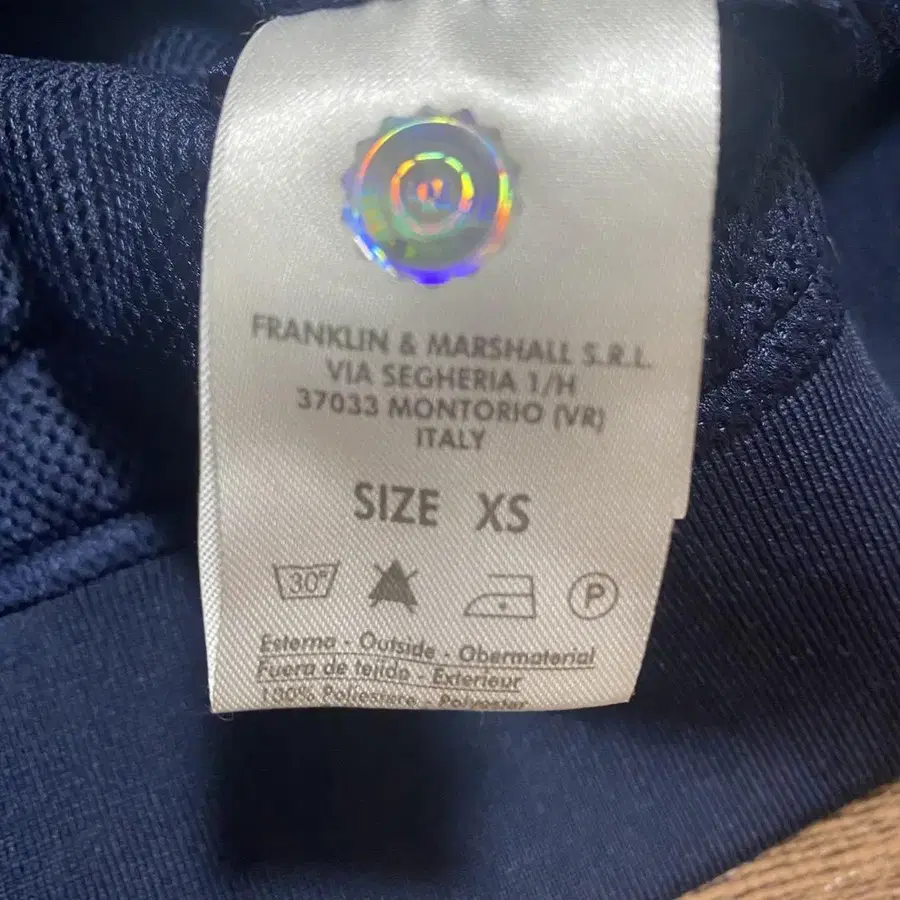 FRANKLIN & MARSHALL S.R.L.
VIA SEGHERIA 1/H
37033 MONTORIO (VR)
ITALY
SIZE XS
30° P
Esterno - Outside - Obermaterial
Fuera de tejido - Exterieur
100% Poliestere - Polyester